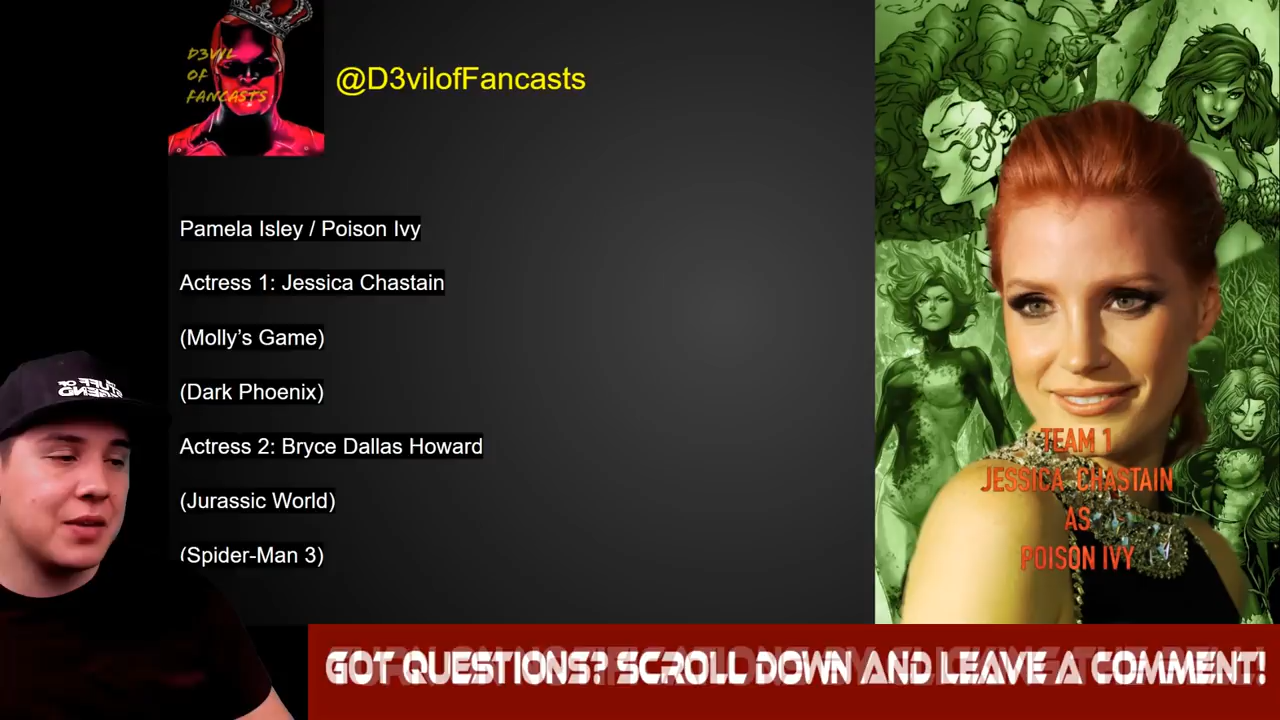 D3VIL
OF
FANCASTS
@D3vilofFancasts
Pamela Isley / Poison Ivy
Actress 1: Jessica Chastain
(Molly’s Game)
(Dark Phoenix)
Actress 2: Bryce Dallas Howard
(Jurassic World)
(Spider-Man 3)
TEAM 1
JESSICA CHASTAIN
AS
POISON IVY
GOT QUESTIONS? SCROLL DOWN AND LEAVE A COMMENT!